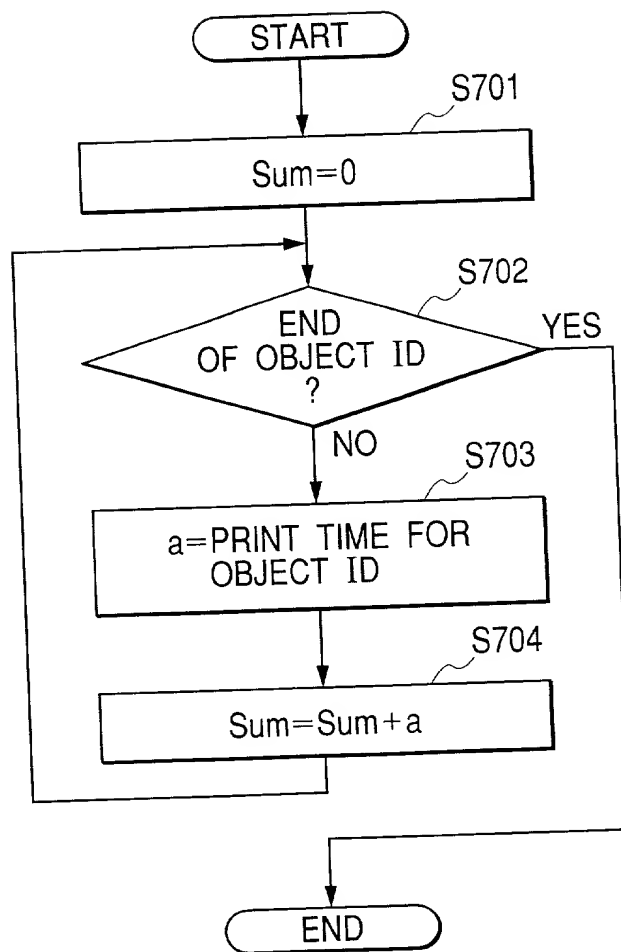 START
S701
Sum=0
S702
END
OF OBJECT ID
?
YES
NO
S703
a=PRINT TIME FOR
OBJECT ID
S704
Sum=Sum+a
END